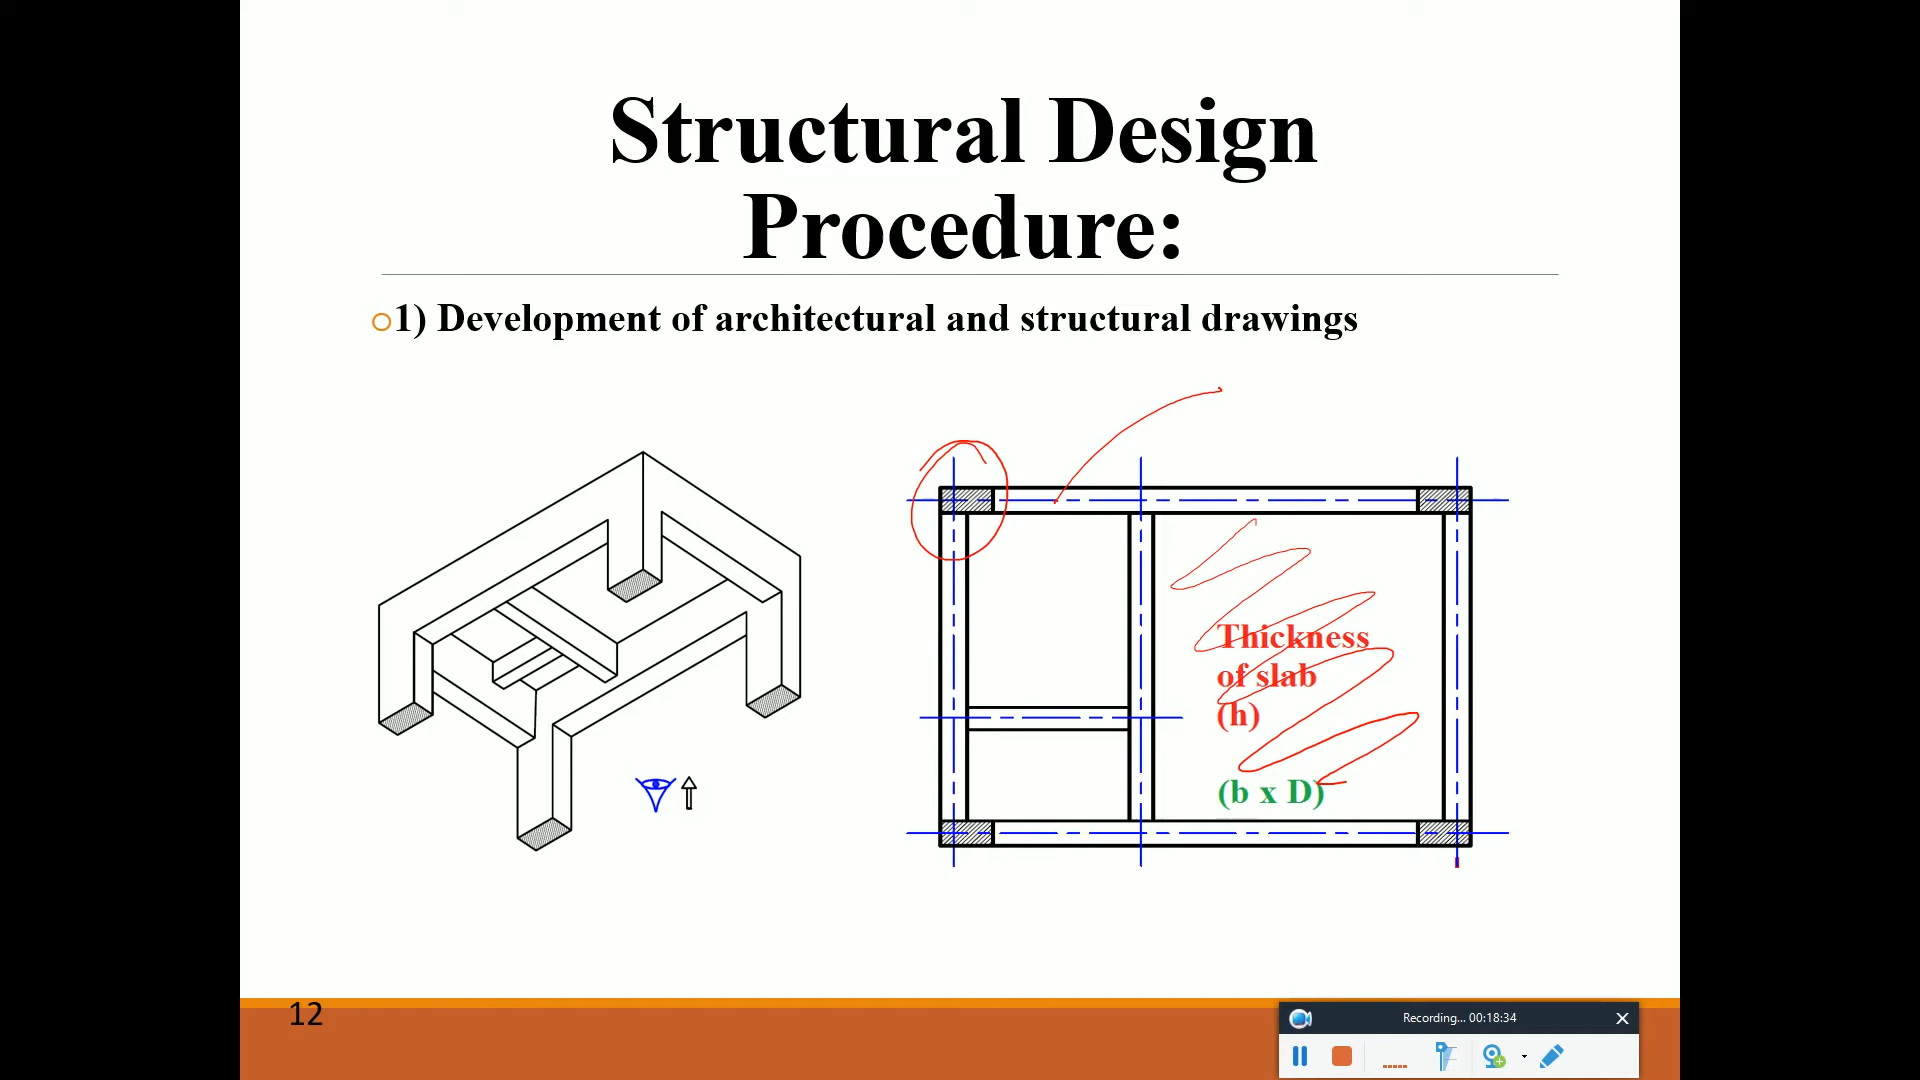 Structural Design
Procedure:
1) Development of architectural and structural drawings
Thickness
of slab
(h)
(b x D)
12
Recording... 00:18:34